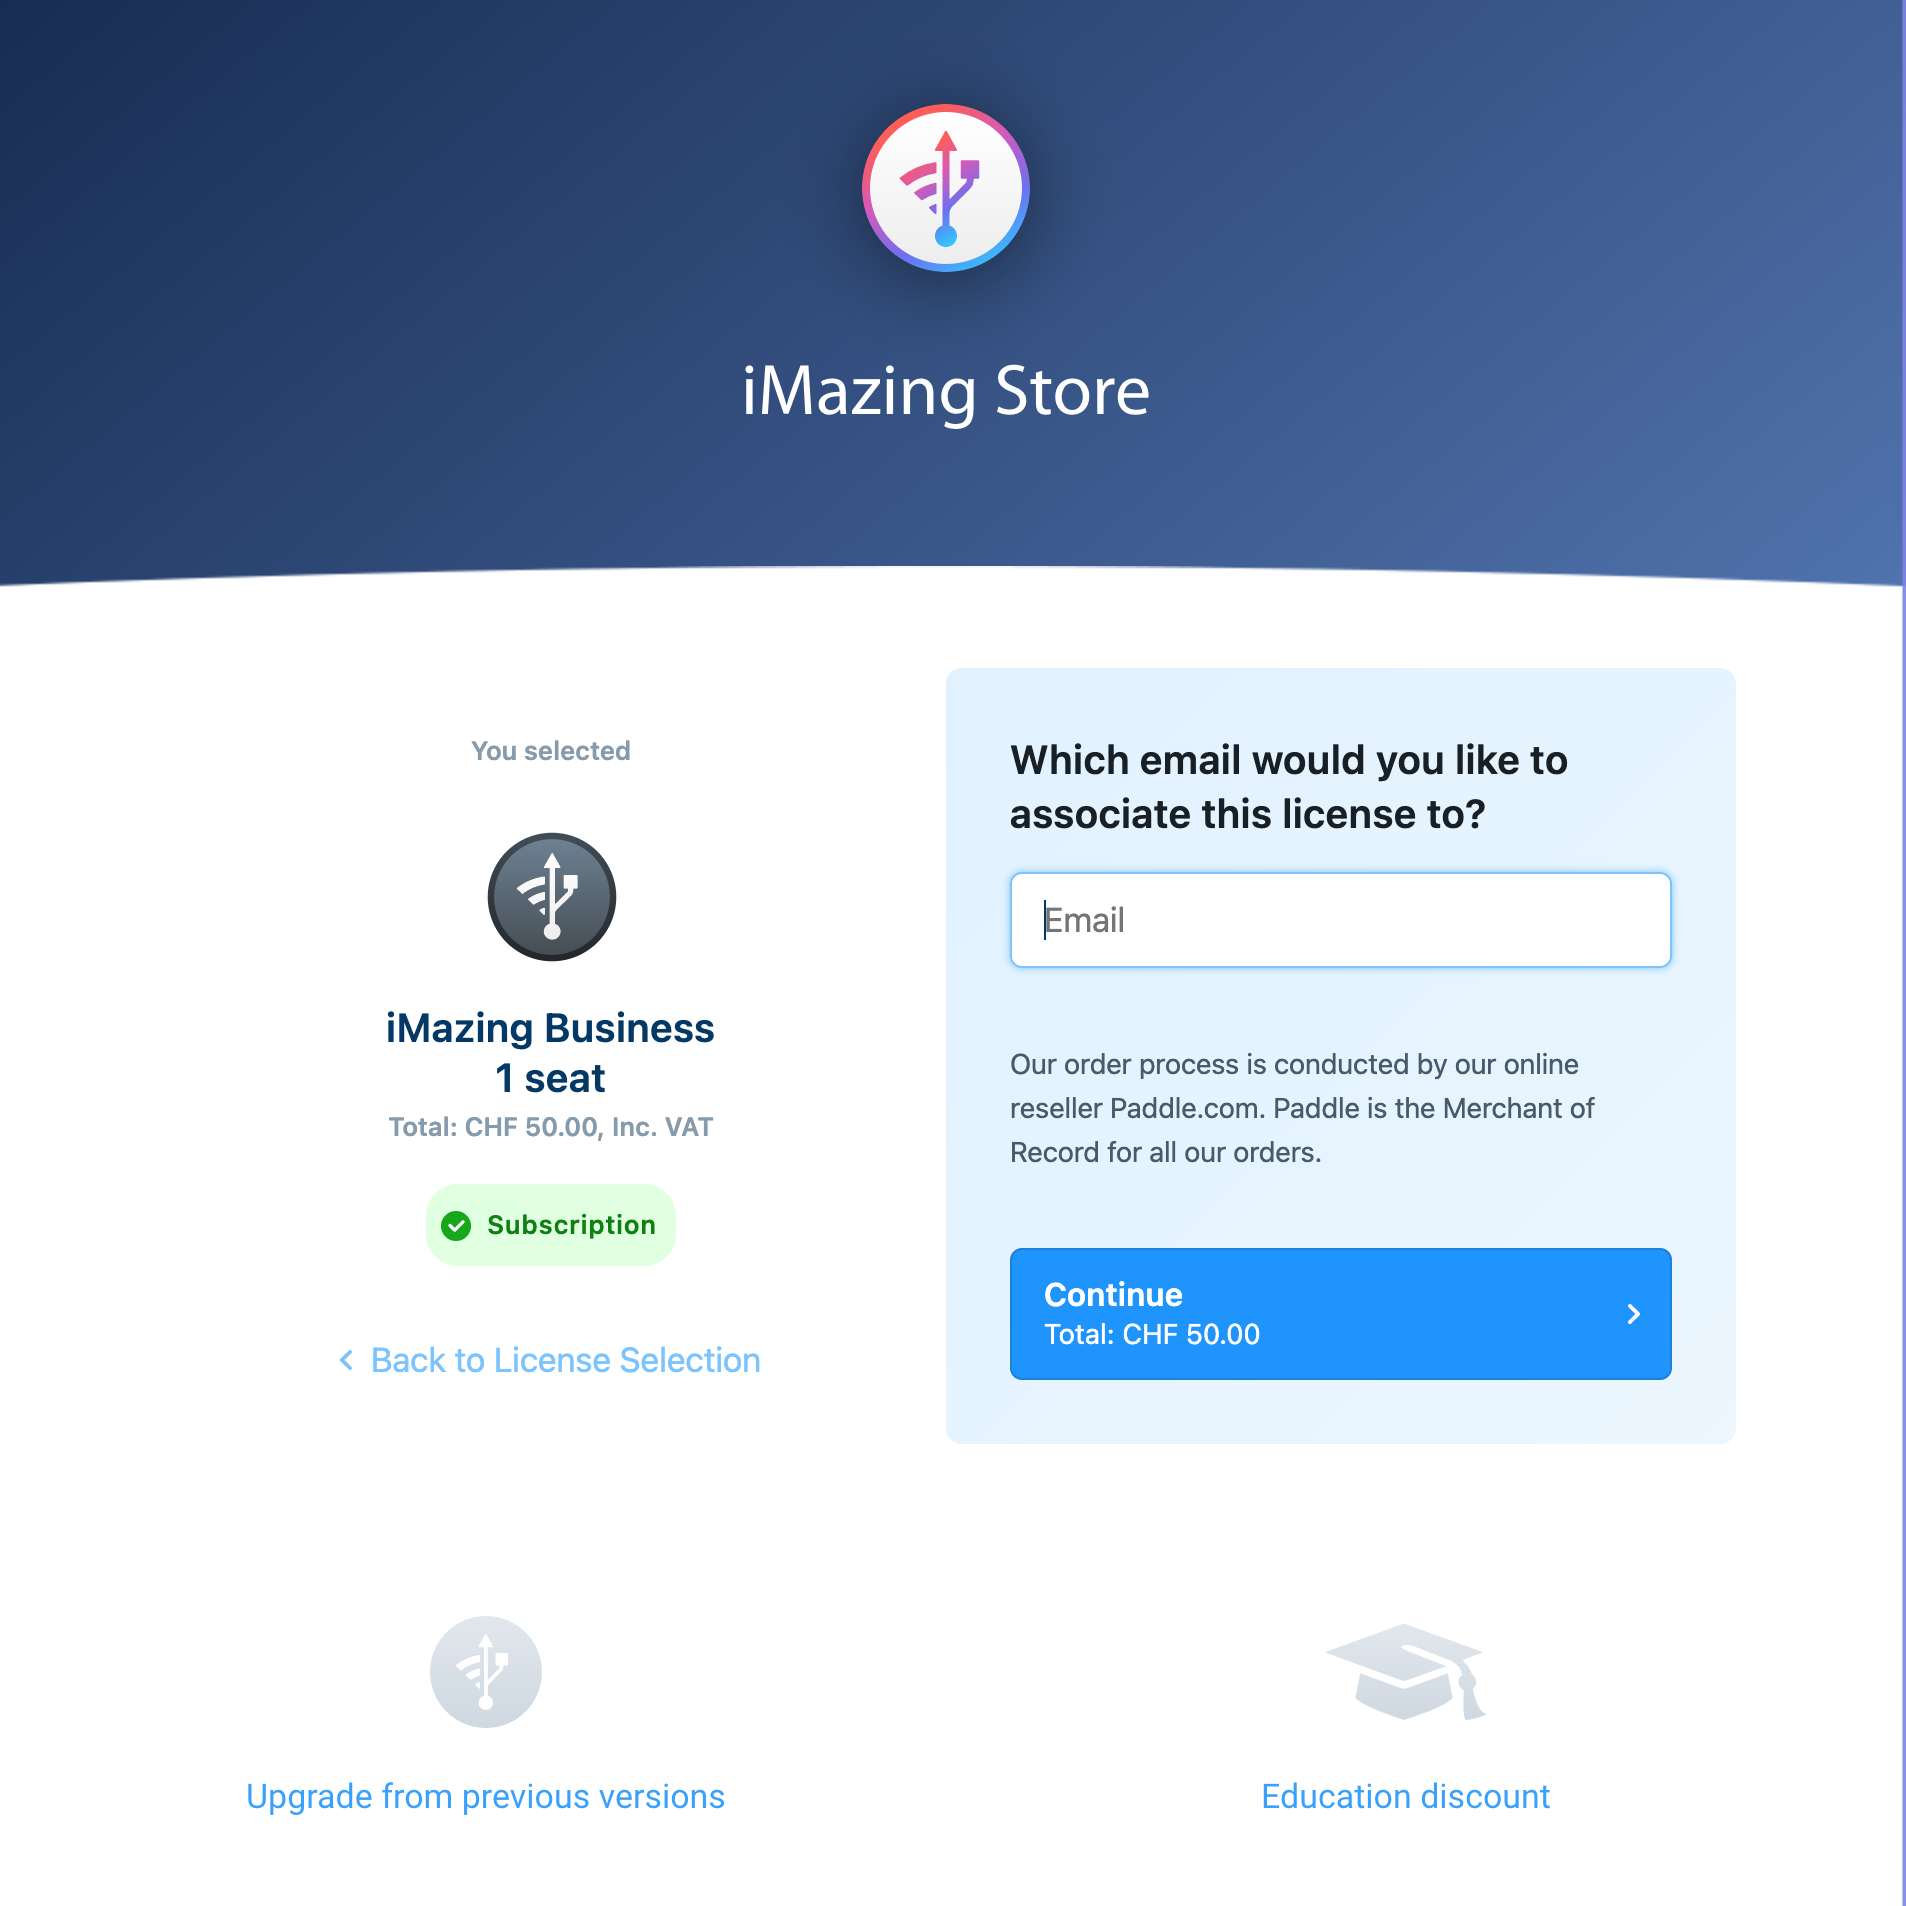 iMazing Store
You selected
iMazing Business
1 seat
Total: CHF 50.00, Inc. VAT
Subscription
Back to License Selection
Which email would you like to
associate this license to?
Email
Our order process is conducted by our online
reseller Paddle.com. Paddle is the Merchant of
Record for all our orders.
Continue
Total: CHF 50.00
Upgrade from previous versions
Education discount